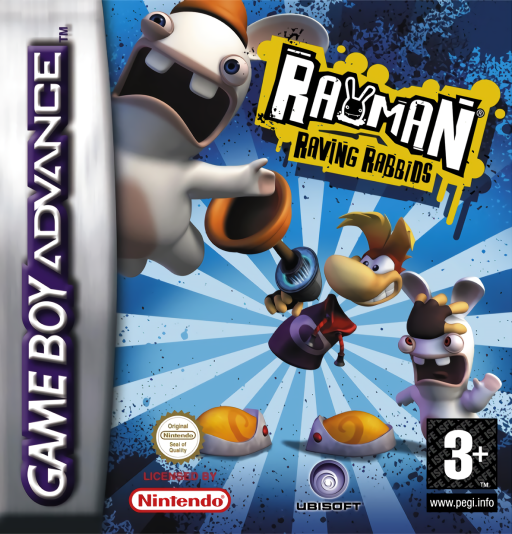 GAME BOY ADVANCE™
RAYMAN®
RAVING RABBIDS
Original
Nintendo
Seal of
Quality
LICENSED BY
Nintendo®
UBISOFT
3+
™
www.pegi.info